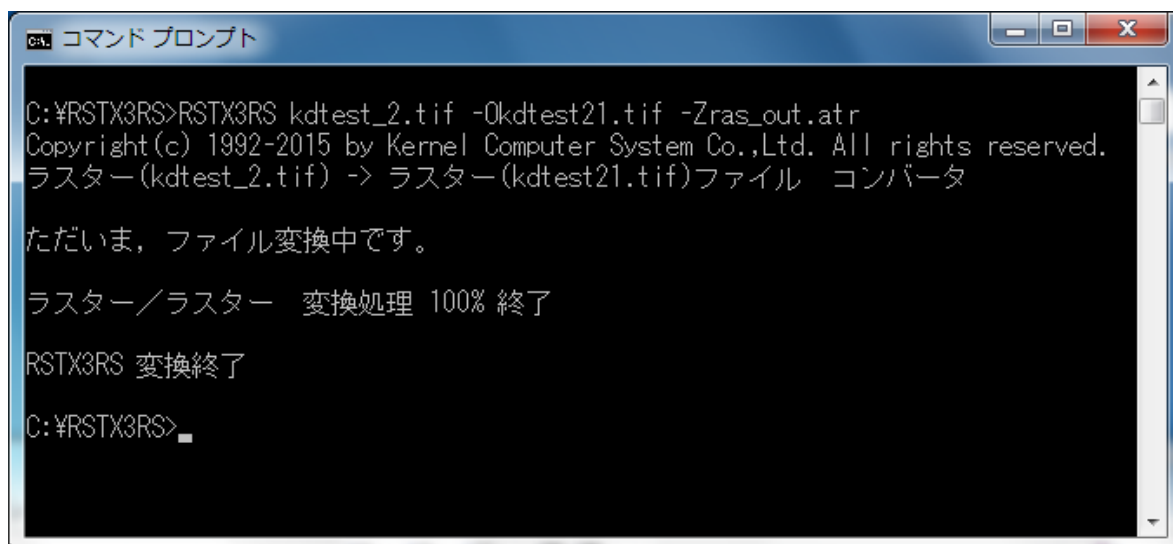 コマンド プロンプト
C:¥RSTX3RS>RSTX3RS kdtest_2.tif -Okdtest21.tif -Zras_out.atr
Copyright(c) 1992-2015 by Kernel Computer System Co.,Ltd. All rights reserved.
ラスター(kdtest_2.tif) -> ラスター(kdtest21.tif)ファイル　コンバータ
ただいま，ファイル変換中です。
ラスター／ラスター　変換処理 100% 終了
RSTX3RS 変換終了
C:¥RSTX3RS>